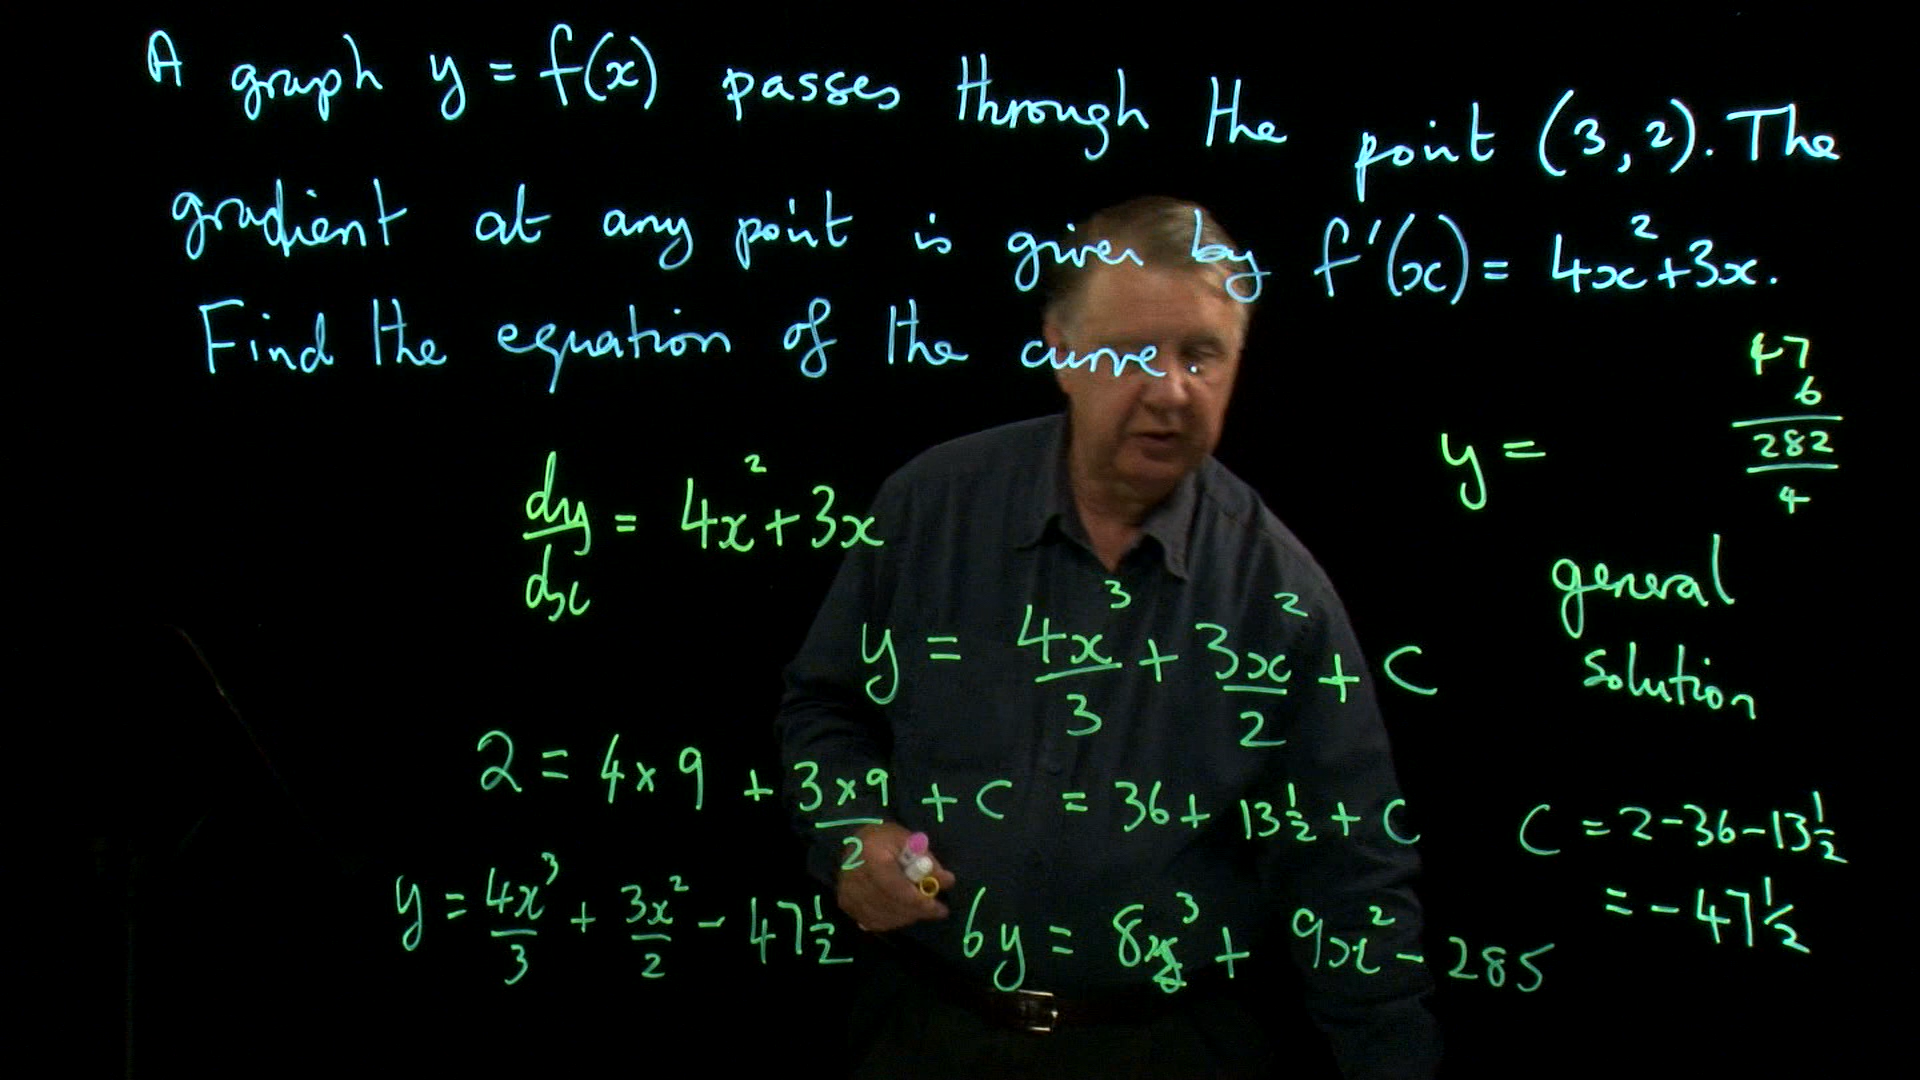 A graph y = f(x) passes through the point (3, 2). The
gradient at any point is given by f'(x) = 4x² + 3x.
Find the equation of the curve.
47
6
282
4
y =
dy/dx = 4x² + 3x
general
solution
y = 4x³/3 + 3x²/2 + C
2 = 4 × 9 + 3 × 9/2 + C = 36 + 13½ + C
C = 2 - 36 - 13½
= - 47½
y = 4x³/3 + 3x²/2 - 47½
6y = 8x³ + 9x² - 285